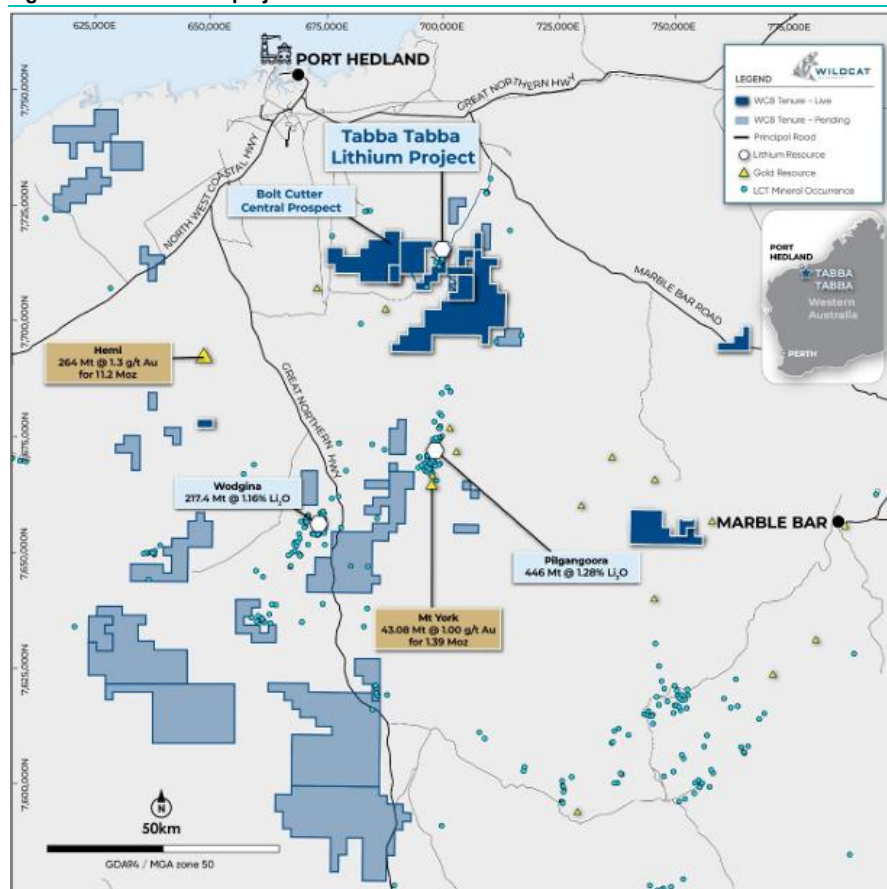 625,000E
650,000E
675,000E
700,000E
725,000E
750,000E
775,000E
7,750,000N
7,725,000N
7,700,000N
7,675,000N
7,650,000N
7,625,000N
7,600,000N
PORT HEDLAND
GREAT NORTHERN HWY
NORTH WEST COASTAL HWY
Tabba Tabba
Lithium Project
Bolt Cutter
Central Prospect
MARBLE BAR ROAD
WILDCAT
LEGEND
WC8 Tenure – Live
WC8 Tenure – Pending
Principal Road
Lithium Resource
Gold Resource
LCT Mineral Occurrence
PORT
HEDLAND
TABBA
TABBA
Western
Australia
PERTH
Hemi
264 Mt @ 1.3 g/t Au
for 11.2 Moz
GREAT NORTHERN HWY
Wodgina
217.4 Mt @ 1.16% Li₂O
Pilgangoora
446 Mt @ 1.28% Li₂O
MARBLE BAR
Mt York
43.08 Mt @ 1.00 g/t Au
for 1.39 Moz
N
50km
GDA94 / MGA zone 50